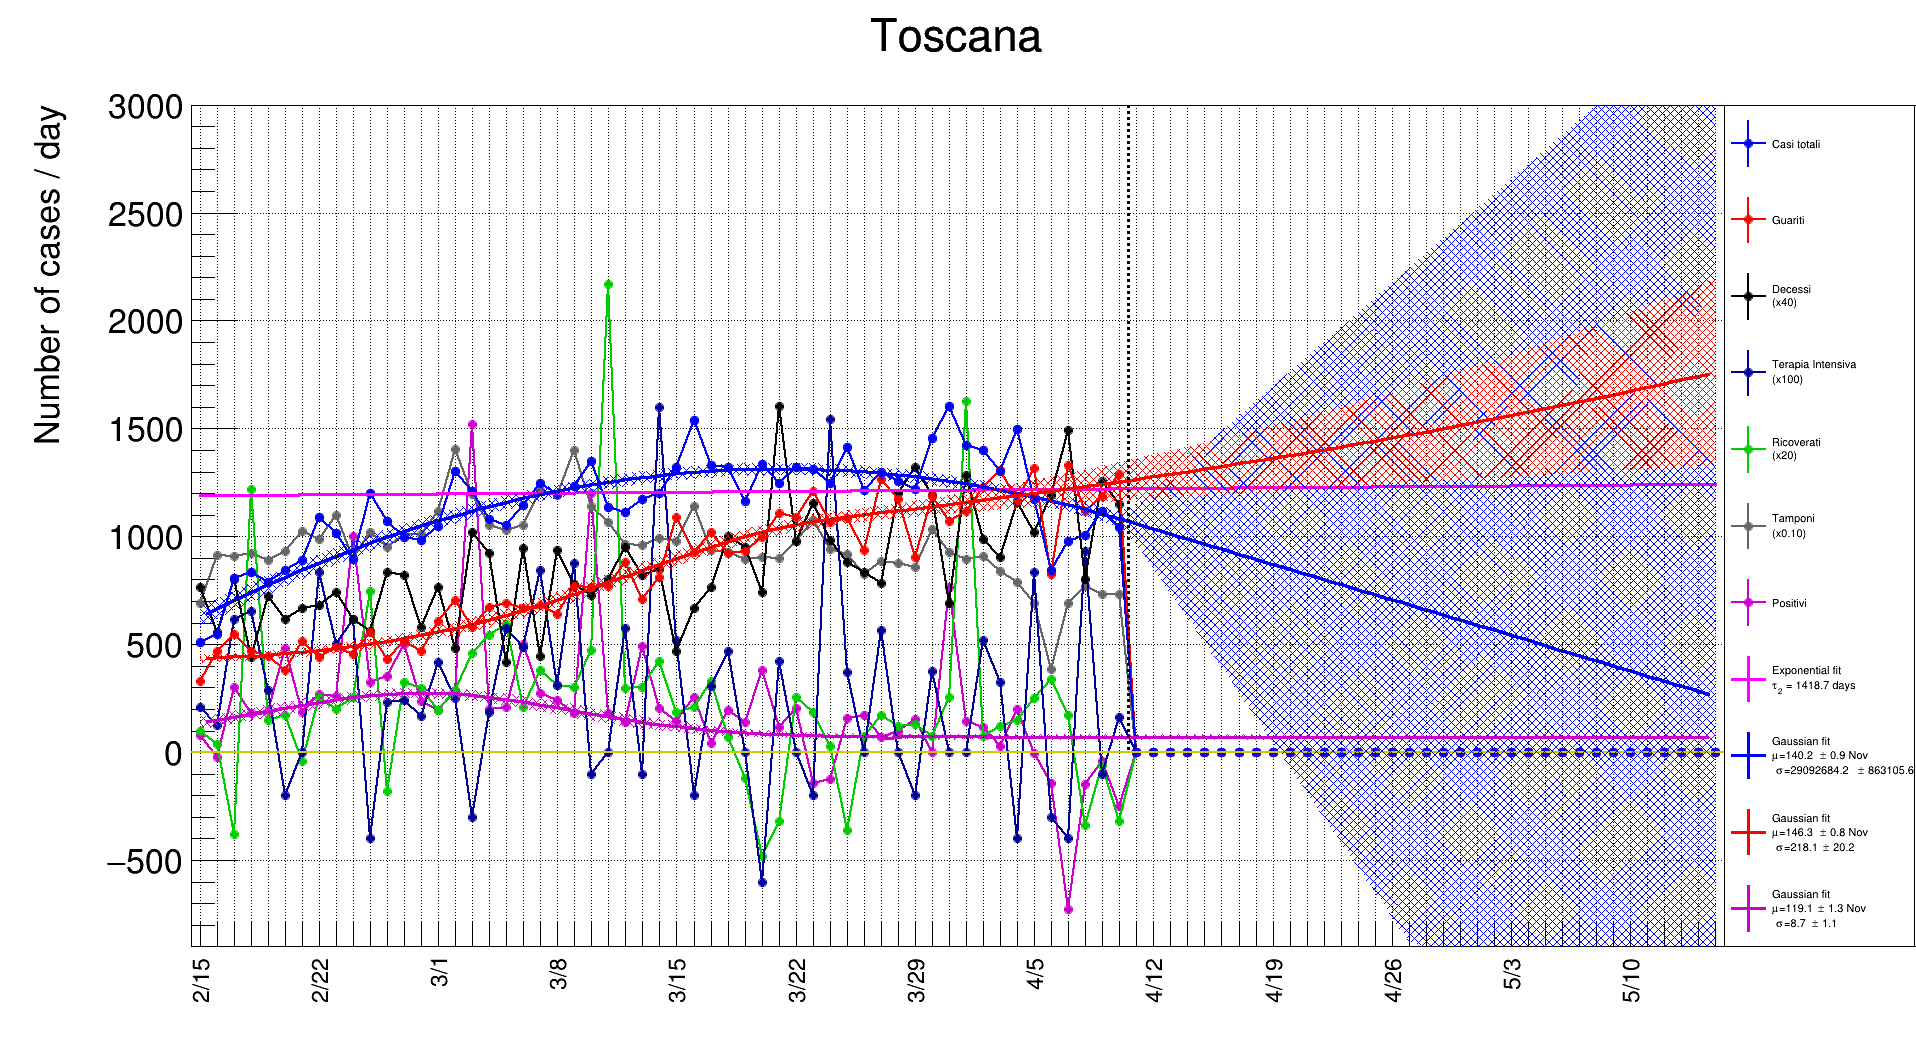 Toscana
Number of cases / day
3000
2500
2000
1500
1000
500
0
−500
2/15
2/22
3/1
3/8
3/15
3/22
3/29
4/5
4/12
4/19
4/26
5/3
5/10
Casi totali
Guariti
Decessi
(x40)
Terapia Intensiva
(x100)
Ricoverati
(x20)
Tamponi
(x0.10)
Positivi
Exponential fit
τ2 = 1418.7 days
Gaussian fit
μ=140.2 ± 0.9 Nov
σ=29092684.2 ± 863105.6
Gaussian fit
μ=146.3 ± 0.8 Nov
σ=218.1 ± 20.2
Gaussian fit
μ=119.1 ± 1.3 Nov
σ=8.7 ± 1.1